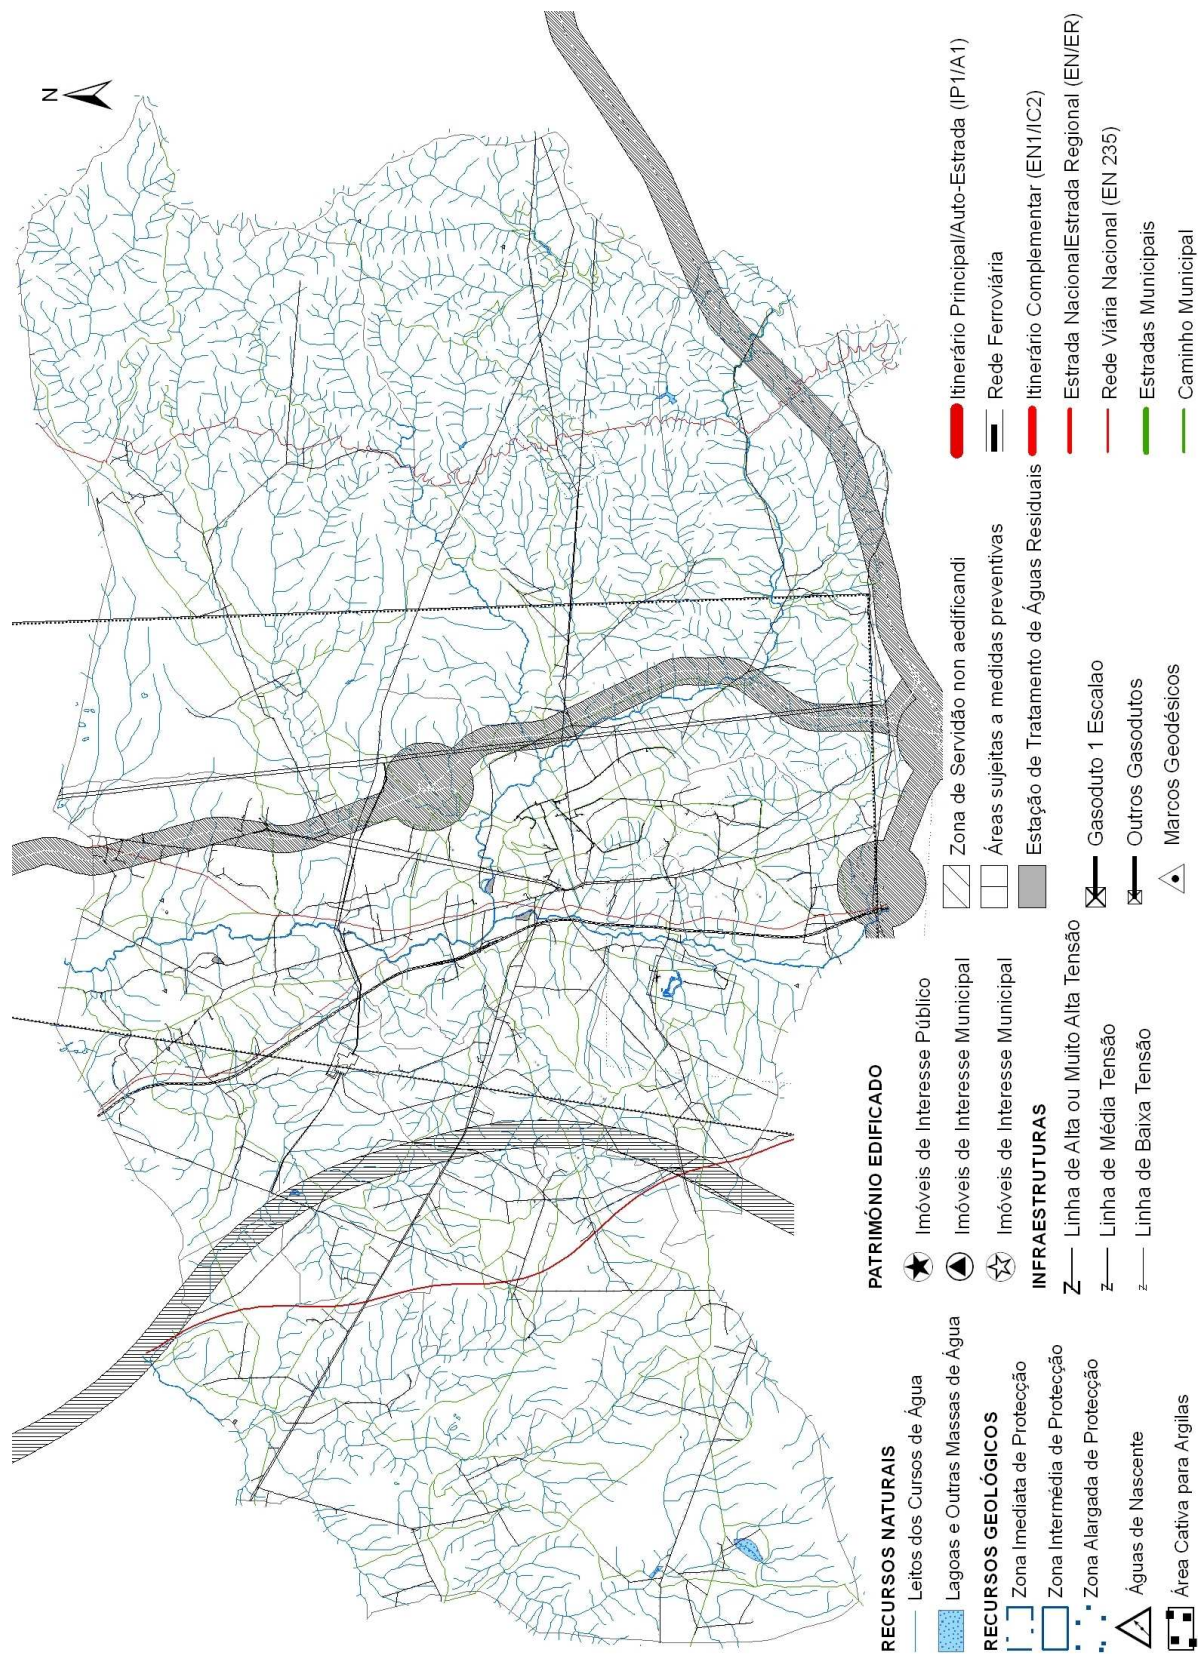 N
RECURSOS NATURAIS
Leitos dos Cursos de Água
Lagoas e Outras Massas de Água
RECURSOS GEOLÓGICOS
Zona Imediata de Protecção
Zona Intermédia de Protecção
Zona Alargada de Protecção
Águas de Nascente
Área Cativa para Argilas
PATRIMÓNIO EDIFICADO
Imóveis de Interesse Público
Imóveis de Interesse Municipal
Imóveis de Interesse Municipal
INFRAESTRUTURAS
Z Linha de Alta ou Muito Alta Tensão
Z Linha de Média Tensão
Z Linha de Baixa Tensão
Zona de Servidão non aedificandi
Áreas sujeitas a medidas preventivas
Estação de Tratamento de Águas Residuais
Gasoduto 1 Escalao
Outros Gasodutos
Marcos Geodésicos
Itinerário Principal/Auto-Estrada (IP1/A1)
Rede Ferroviária
Itinerário Complementar (EN1/IC2)
Estrada Nacional Estrada Regional (EN/ER)
Rede Viária Nacional (EN 235)
Estradas Municipais
Caminho Municipal